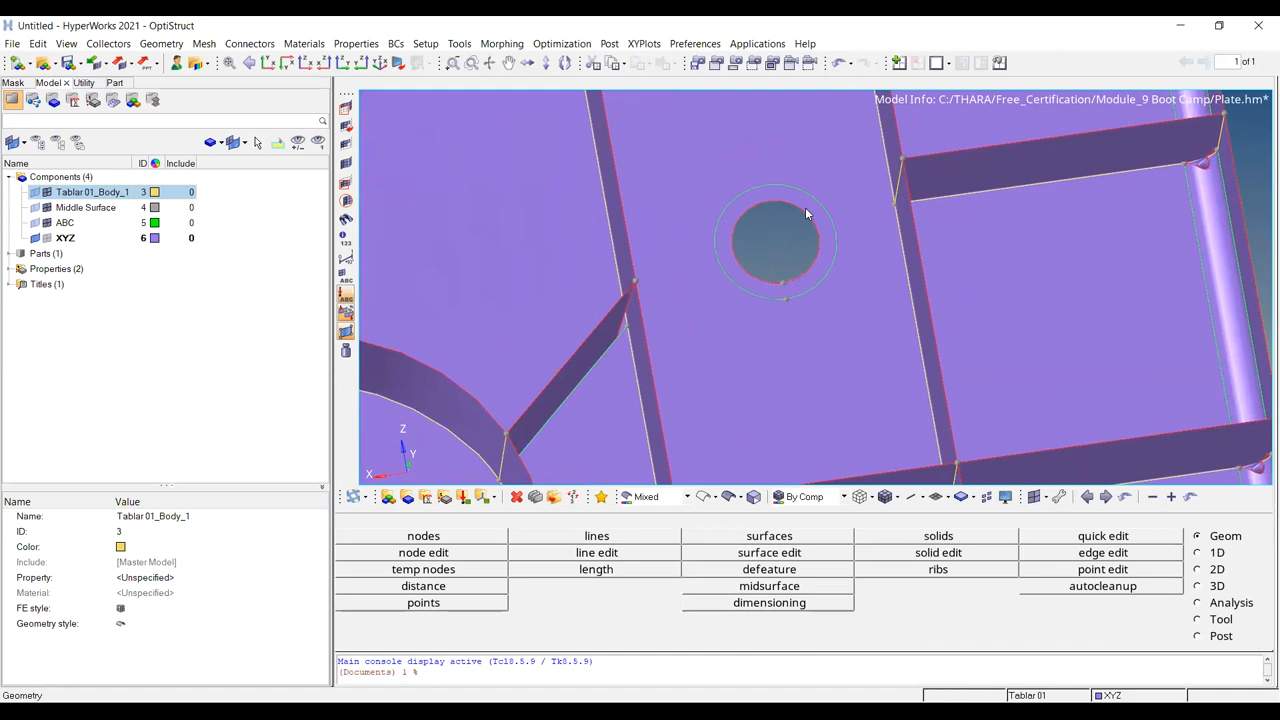 Untitled - HyperWorks 2021 - OptiStruct
File Edit View Collectors Geometry Mesh Connectors Materials Properties BCs Setup Tools Morphing Optimization Post XYPlots Preferences Applications Help
1 of 1
Mask Model Utility Part
Model Info: C:/THARA/Free_Certification/Module_9 Boot Camp/Plate.hm*
Name ID Include
Components (4)
Tablar 01_Body_1 3 0
Middle Surface 4 0
ABC 5 0
XYZ 6 0
Parts (1)
Properties (2)
Titles (1)
123
ABC
ABC
Z
Y
X
Name Value
Name: Tablar 01_Body_1
ID: 3
Color:
Include: [Master Model]
Property: <Unspecified>
Material: <Unspecified>
FE style:
Geometry style:
Mixed By Comp
nodes lines surfaces solids quick edit Geom
node edit line edit surface edit solid edit edge edit 1D
temp nodes length defeature ribs point edit 2D
distance midsurface autocleanup 3D
points dimensioning Analysis
Tool
Post
Main console display active (Tcl8.5.9 / Tk8.5.9)
(Documents) 1 %
Geometry Tablar 01 XYZ